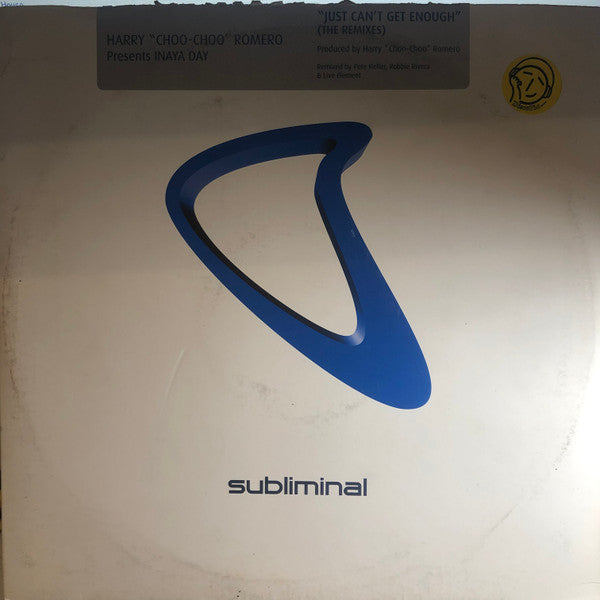 House
HARRY "CHOO-CHOO" ROMERO
Presents INAYA DAY
"JUST CAN'T GET ENOUGH"
(THE REMIXES)
Produced by Harry "Choo-Choo" Romero
Remixed by Pete Heller, Robbie Rivera
& Live Element
subliminal